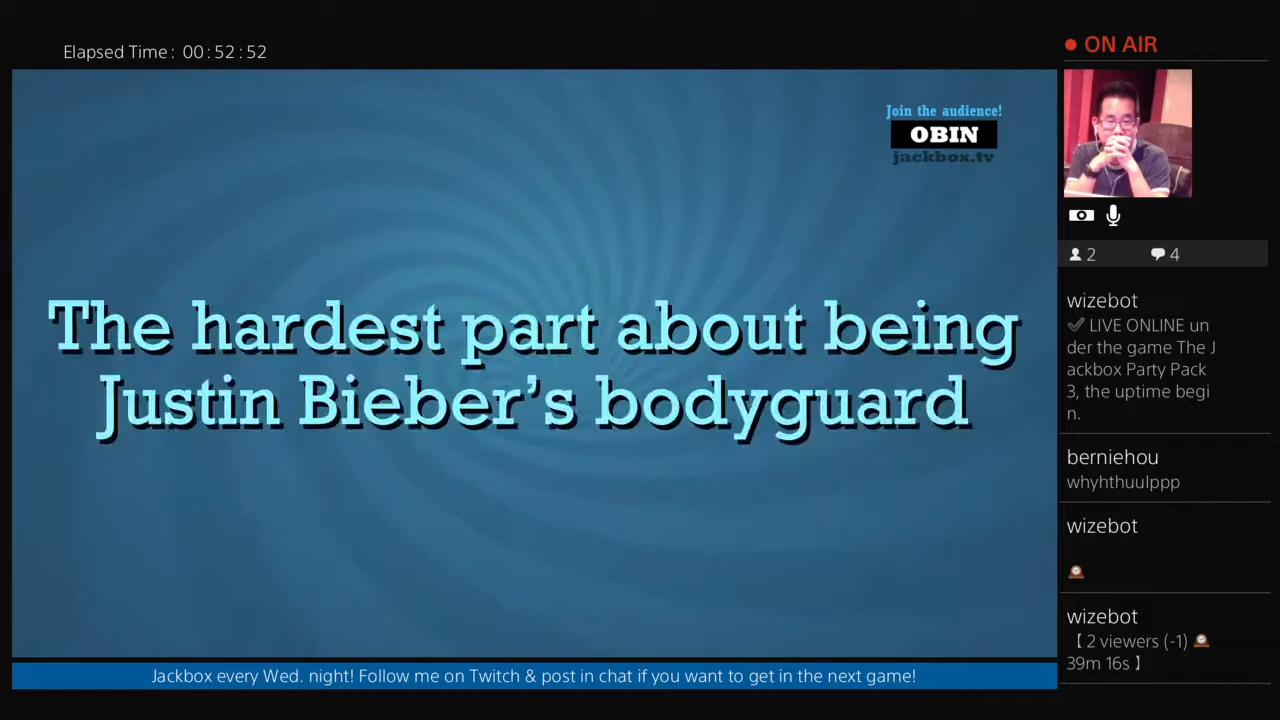 Elapsed Time: 00:52:52
ON AIR
Join the audience!
OBIN
jackbox.tv
The hardest part about being
Justin Bieber's bodyguard
2 4
wizebot
✔ LIVE ONLINE un
der the game The J
ackbox Party Pack
3, the uptime begi
n.
berniehou
whyhthuulppp
wizebot
wizebot
【 2 viewers (-1)
39m 16s 】
Jackbox every Wed. night! Follow me on Twitch & post in chat if you want to get in the next game!